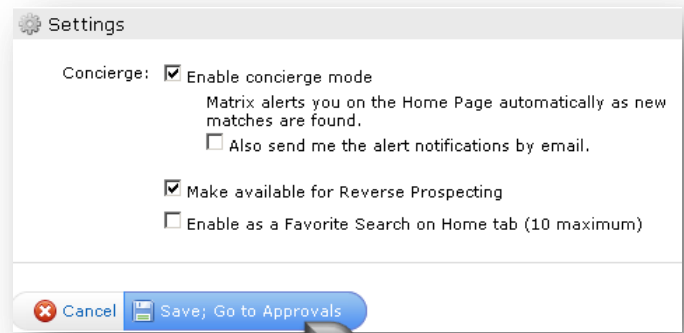 Settings
Concierge: Enable concierge mode
Matrix alerts you on the Home Page automatically as new
matches are found.
Also send me the alert notifications by email.
Make available for Reverse Prospecting
Enable as a Favorite Search on Home tab (10 maximum)
Cancel Save; Go to Approvals